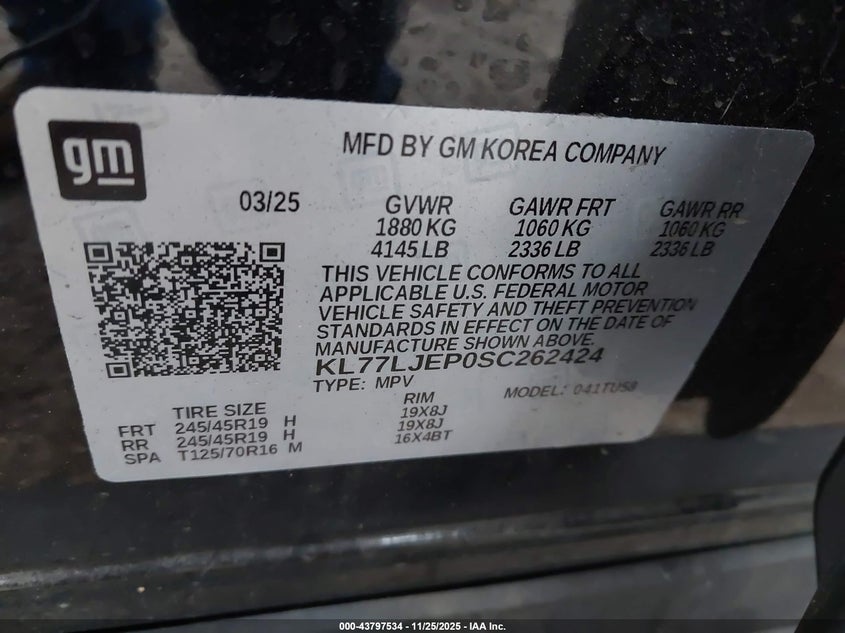 gm
MFD BY GM KOREA COMPANY
03/25 GVWR GAWR FRT GAWR RR
1880 KG 1060 KG 1060 KG
4145 LB 2336 LB 2336 LB
THIS VEHICLE CONFORMS TO ALL
APPLICABLE U.S. FEDERAL MOTOR
VEHICLE SAFETY AND THEFT PREVENTION
STANDARDS IN EFFECT ON THE DATE OF
MANUFACTURE SHOWN ABOVE.
KL77LJEP0SC262424
TYPE: MPV MODEL: 041TU58
TIRE SIZE RIM
FRT 245/45R19 H 19X8J
RR 245/45R19 H 19X8J
SPA T125/70R16 M 16X4BT
000-43797534 - 11/25/2025 - IAA Inc.